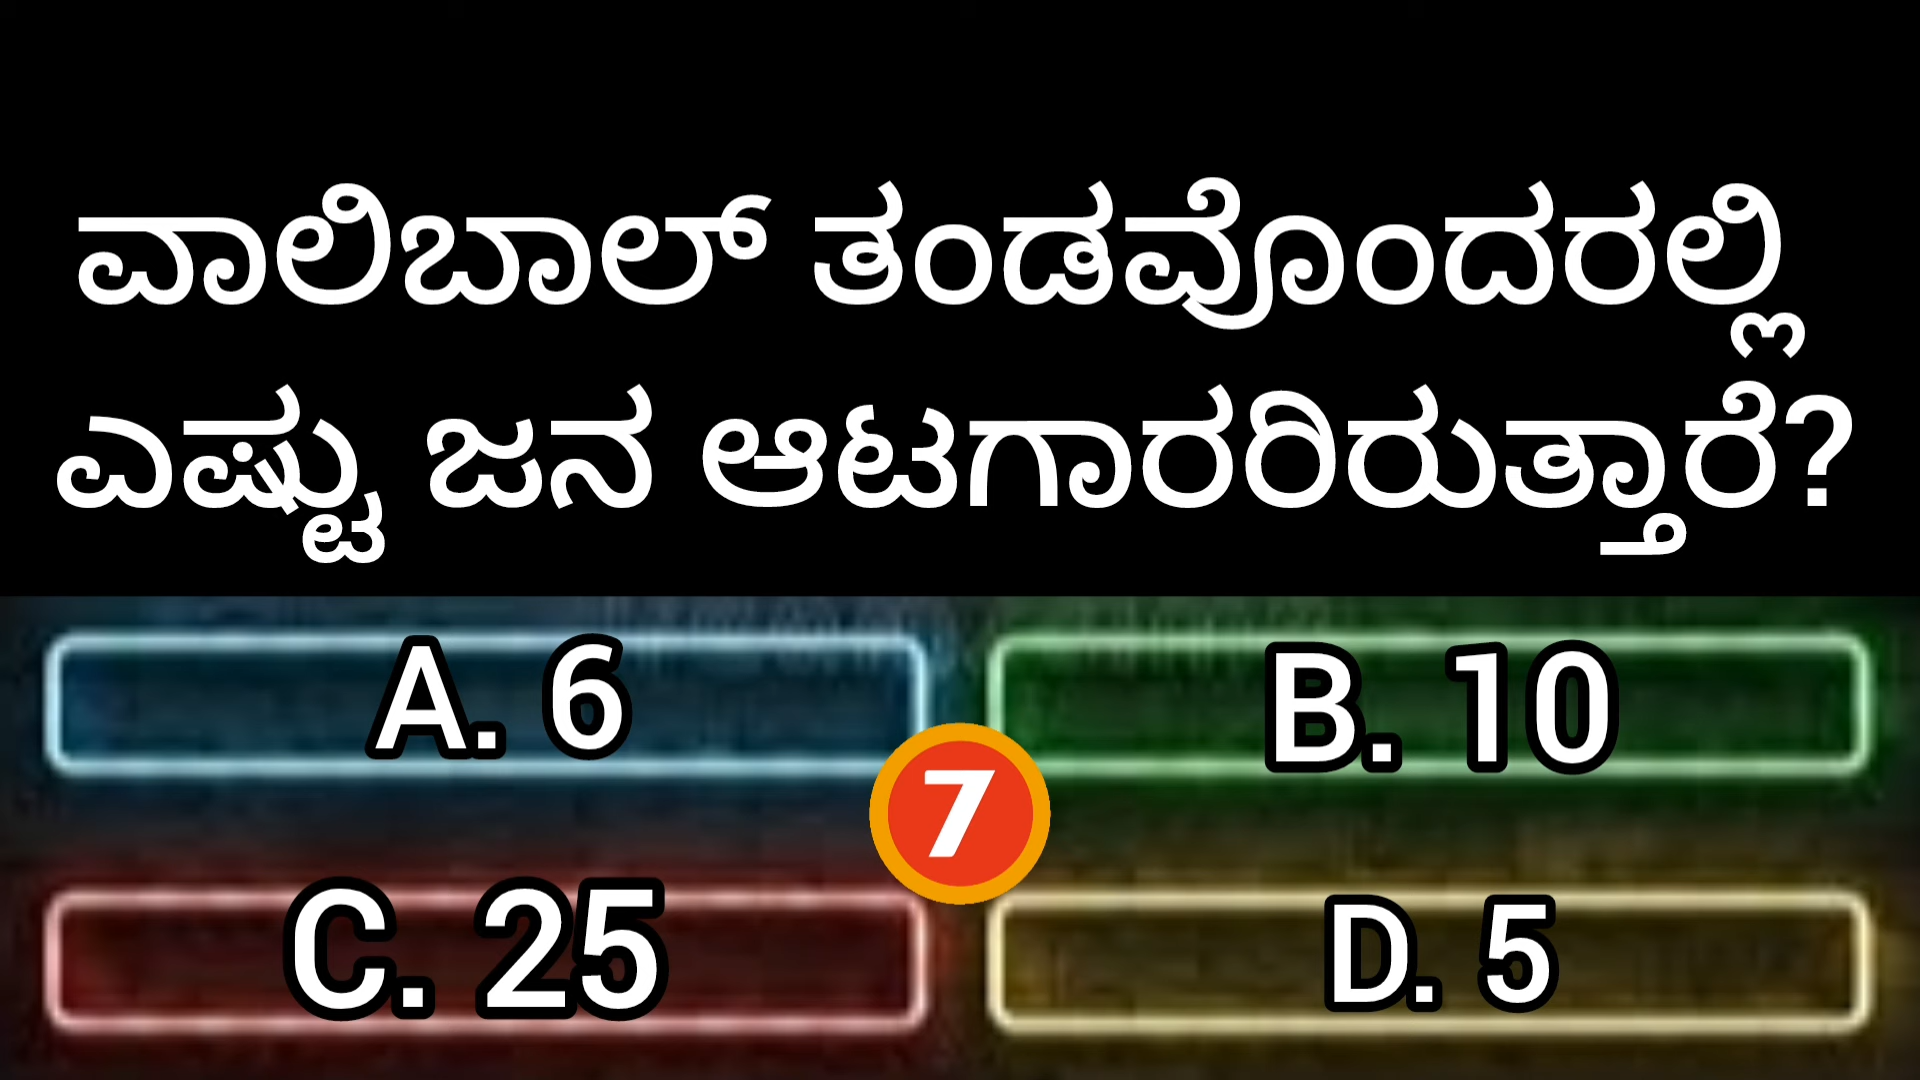 ವಾಲಿಬಾಲ್ ತಂಡವೊಂದರಲ್ಲಿ
ಎಷ್ಟು ಜನ ಆಟಗಾರರಿರುತ್ತಾರೆ?
A. 6
B. 10
7
C. 25
D. 5